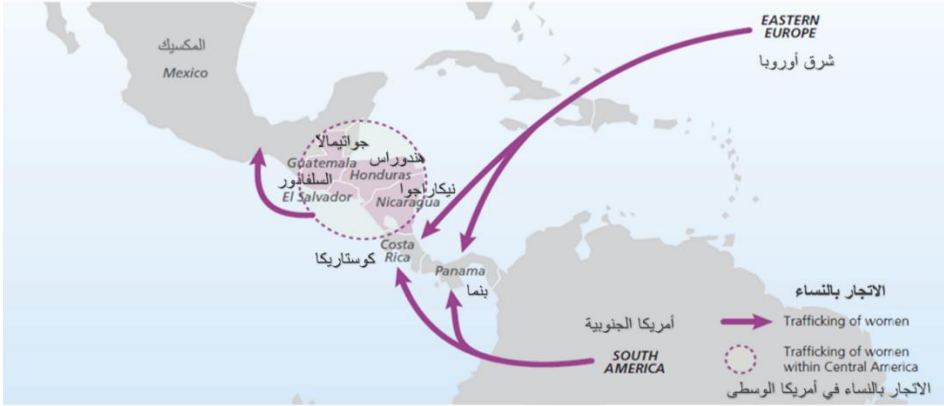 EASTERN
EUROPE
شرق أوروبا
المكسيك
Mexico
جواتيمالا
Guatemala
هندوراس
Honduras
السلفادور
El Salvador
نيكاراجوا
Nicaragua
Costa
Rica
كوستاريكا
Panama
بنما
أمريكا الجنوبية
SOUTH
AMERICA
الاتجار بالنساء
Trafficking of women
Trafficking of women
within Central America
الاتجار بالنساء في أمريكا الوسطى